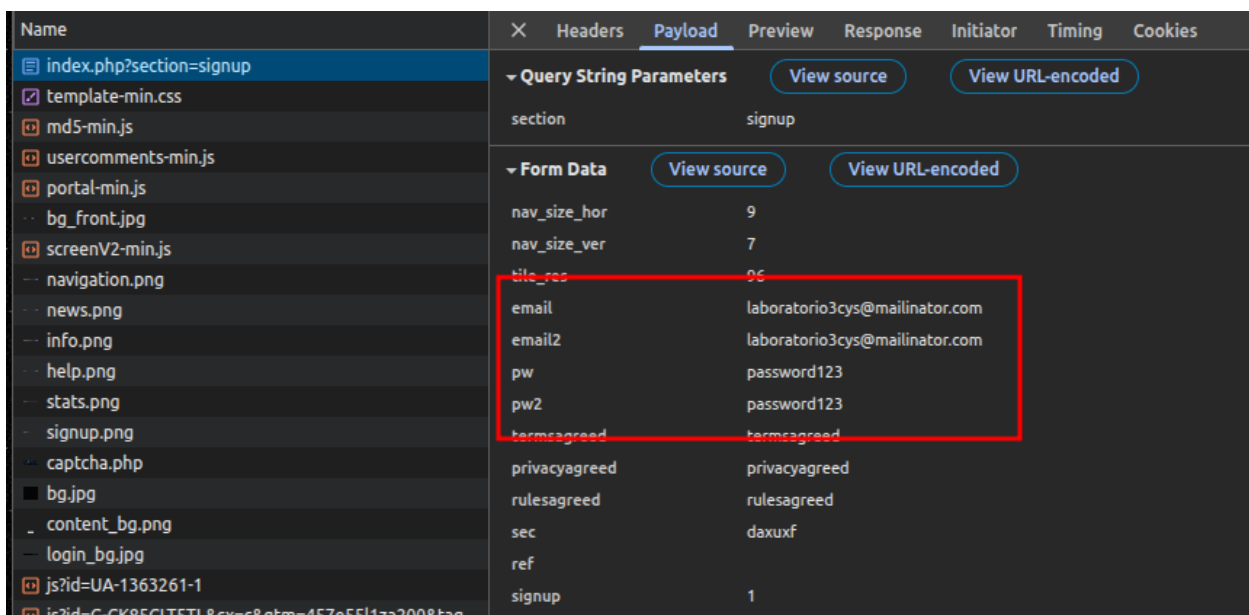 Name
index.php?section=signup
template-min.css
md5-min.js
usercomments-min.js
portal-min.js
bg_front.jpg
screenV2-min.js
navigation.png
news.png
info.png
help.png
stats.png
signup.png
captcha.php
bg.jpg
content_bg.png
login_bg.jpg
js?id=UA-1363261-1
Headers Payload Preview Response Initiator Timing Cookies
Query String Parameters View source View URL-encoded
section signup
Form Data View source View URL-encoded
nav_size_hor 9
nav_size_ver 7
tile_res 96
email laboratorio3cys@mailinator.com
email2 laboratorio3cys@mailinator.com
pw password123
pw2 password123
termsagreed termsagreed
privacyagreed privacyagreed
rulesagreed rulesagreed
sec daxuxf
ref
signup 1